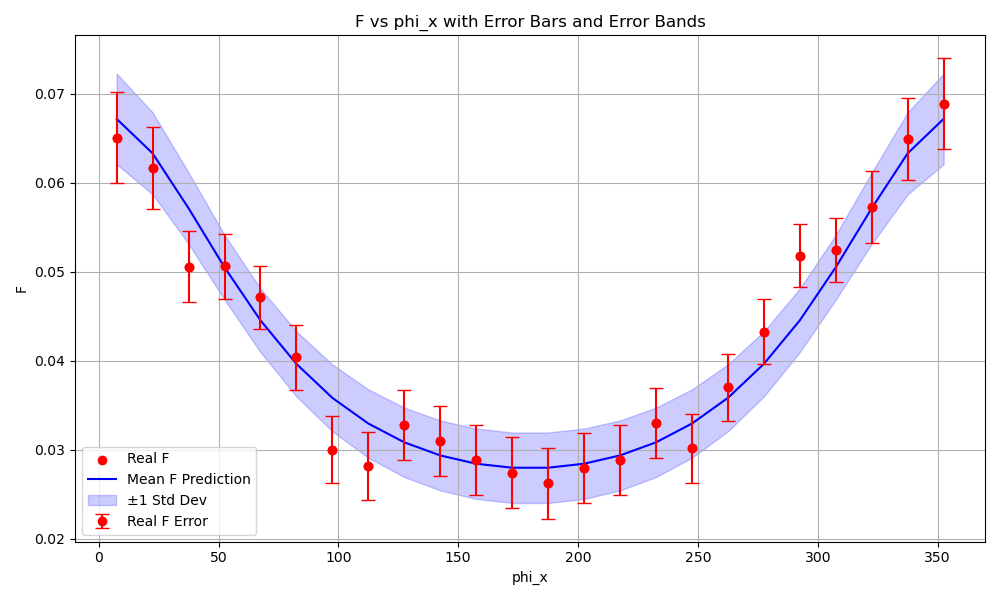 F vs phi_x with Error Bars and Error Bands
0.07
0.06
0.05
0.04
0.03
0.02
F
Real F
Mean F Prediction
±1 Std Dev
Real F Error
0 50 100 150 200 250 300 350
phi_x